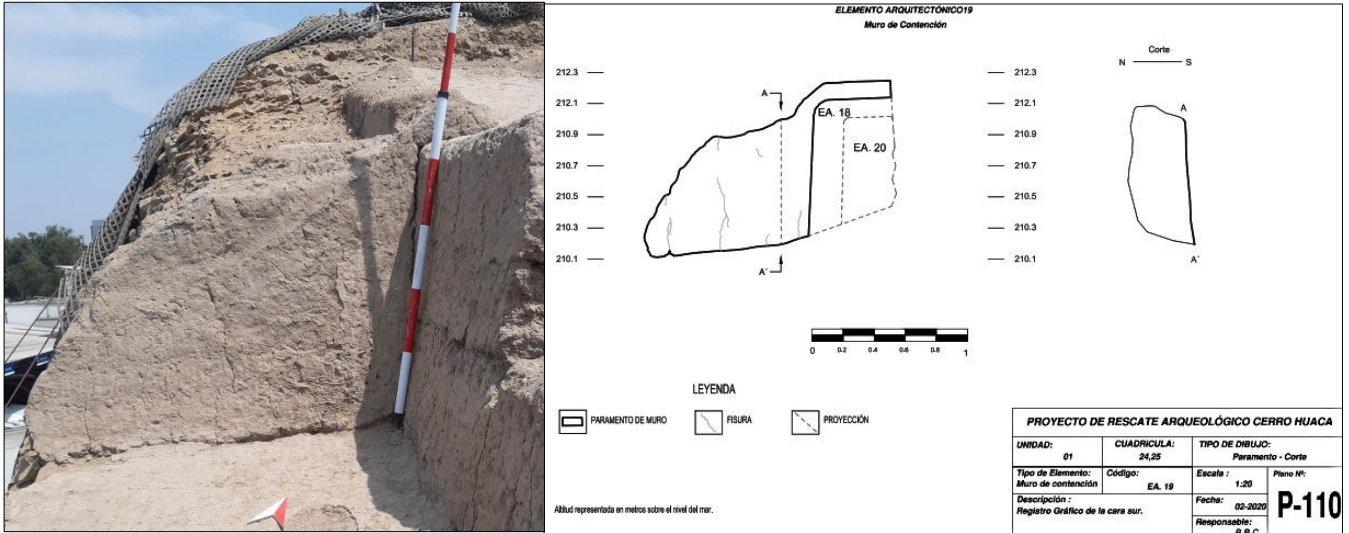 ELEMENTO ARQUITECTÓNICO19
Muro de Contención
212.3
212.1
210.9
210.7
210.5
210.3
210.1
A
A´
EA. 18
EA. 20
212.3
212.1
210.9
210.7
210.5
210.3
210.1
Corte
N S
A
A´
0 0.2 0.4 0.6 0.8 1
LEYENDA
PARAMENTO DE MURO
FISURA
PROYECCIÓN
Altitud representada en metros sobre el nivel del mar.
PROYECTO DE RESCATE ARQUEOLÓGICO CERRO HUACA
UNIDAD:
01
CUADRICULA:
24,25
TIPO DE DIBUJO:
Paramento - Corte
Tipo de Elemento:
Muro de contención
Código:
EA. 19
Escala :
1:20
Plano Nº:
P-110
Descripción :
Registro Gráfico de la cara sur.
Fecha:
02-2020
Responsable: